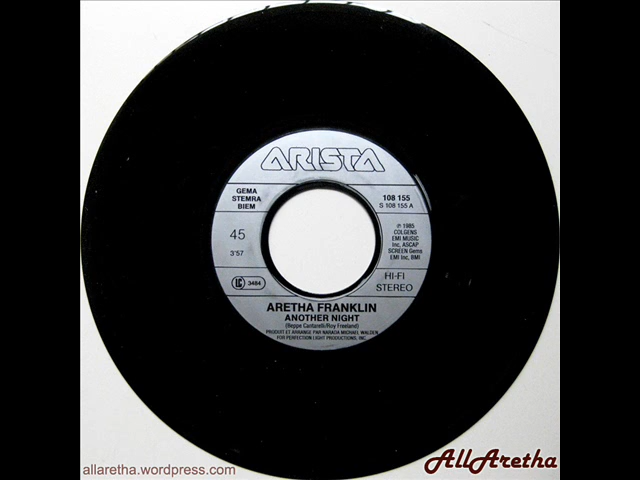 ARISTA
GEMA
STEMRA
BIEM
108 155
S 108 155 A
45
3'57
℗ 1985
COLGENS
EMI MUSIC
Inc, ASCAP
SCREEN Gems
EMI Inc, BMI
LC 3484
HI-FI
STEREO
ARETHA FRANKLIN
ANOTHER NIGHT
(Beppe Cantarelli/Roy Freeland)
PRODUIT ET ARRANGE PAR NARADA MICHAEL WALDEN
FOR PERFECTION LIGHT PRODUCTIONS, INC.
allaretha.wordpress.com
AllAretha